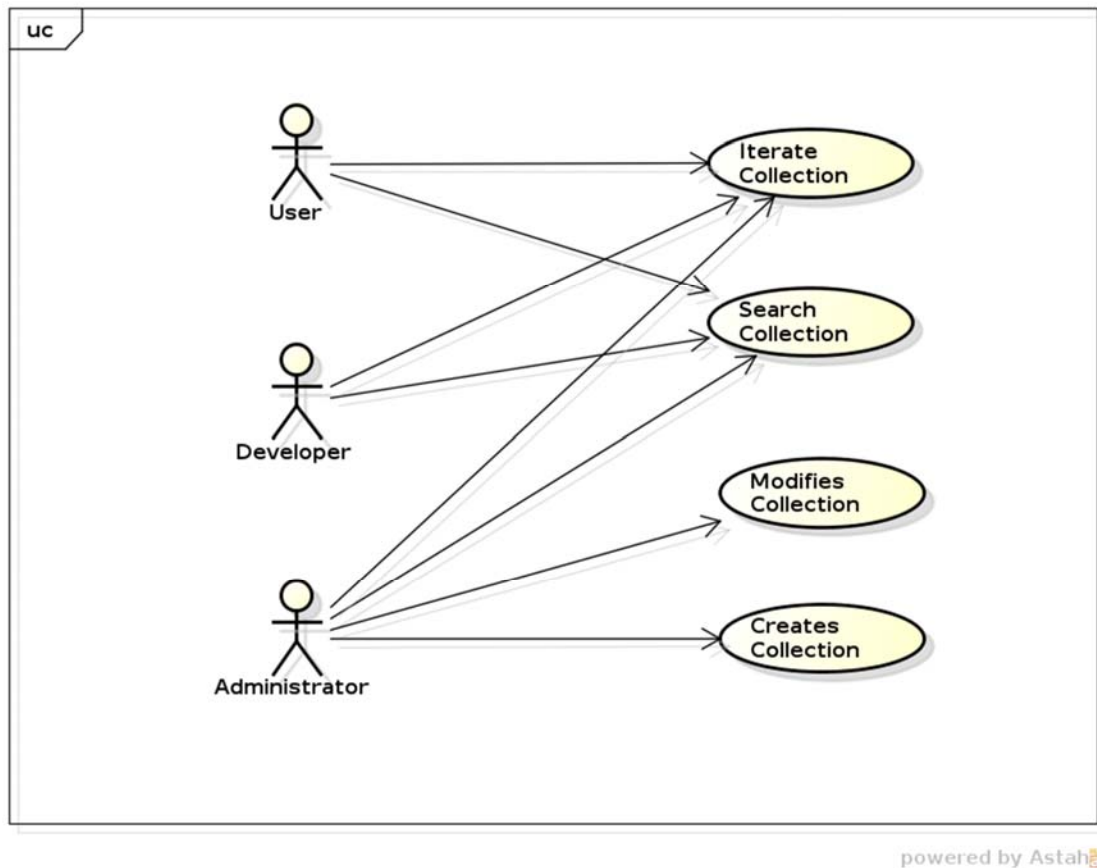 uc
User
Iterate
Collection
Search
Collection
Developer
Modifies
Collection
Administrator
Creates
Collection
powered by Astah